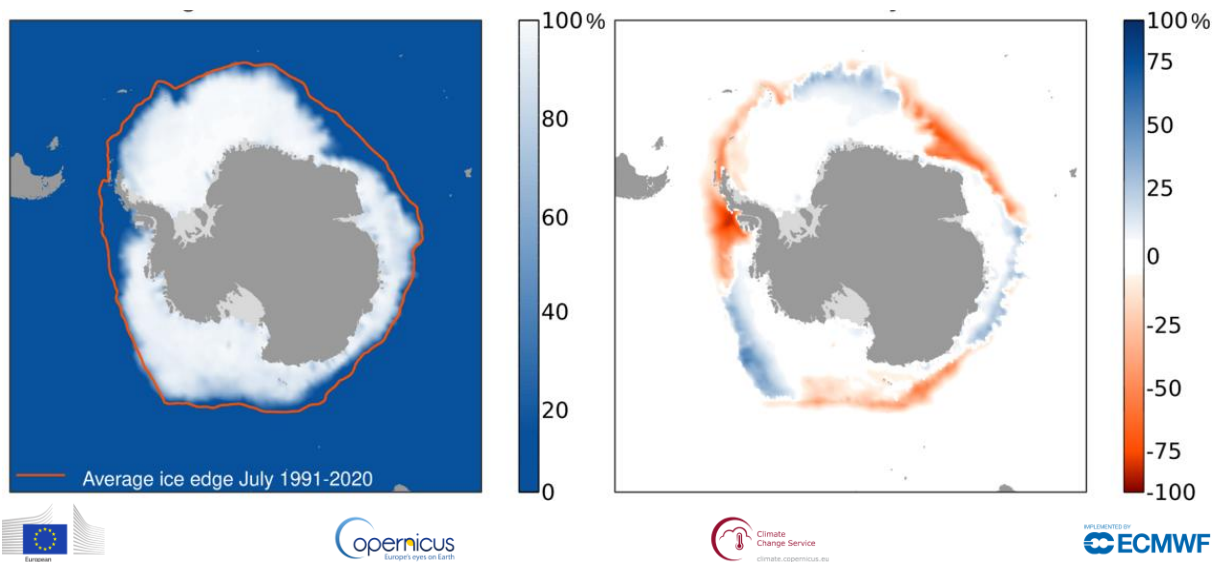 100%
80
60
40
20
0
Average ice edge July 1991-2020
100%
75
50
25
0
-25
-50
-75
-100
European
opernicus
Europe's eyes on Earth
Climate
Change Service
climate.copernicus.eu
IMPLEMENTED BY
ECMWF